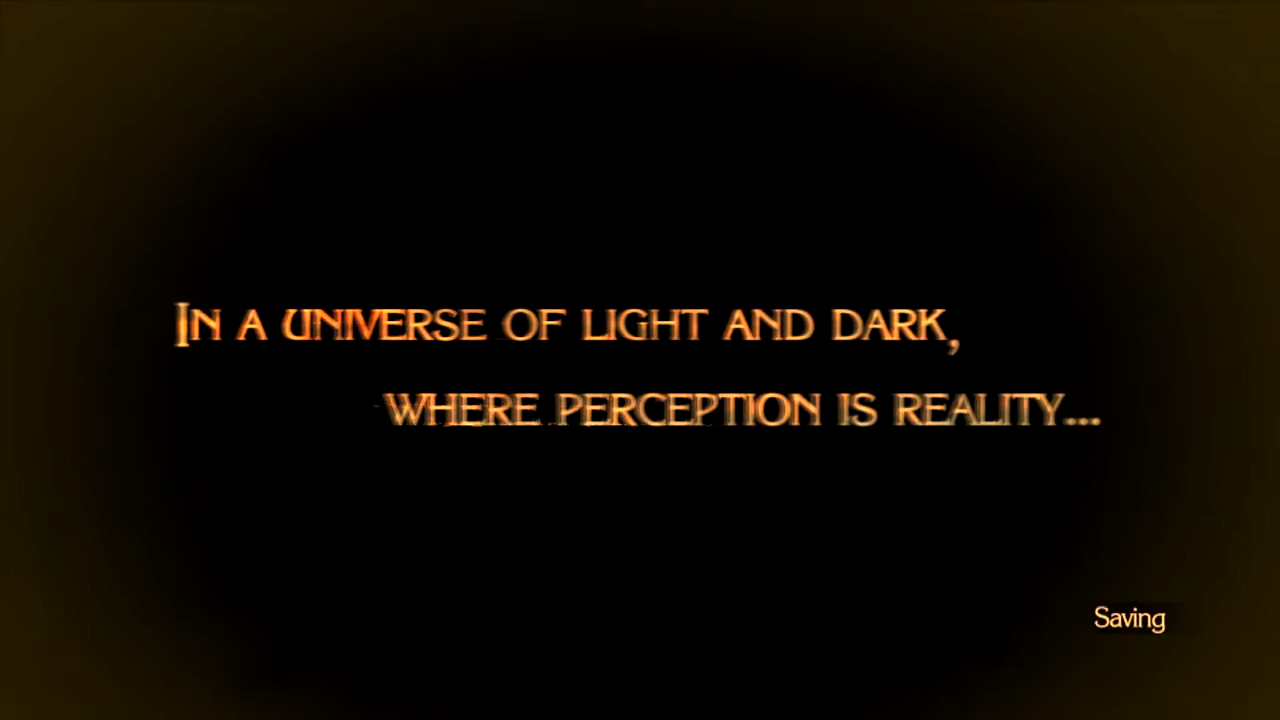 In a universe of light and dark,
where perception is reality...
Saving